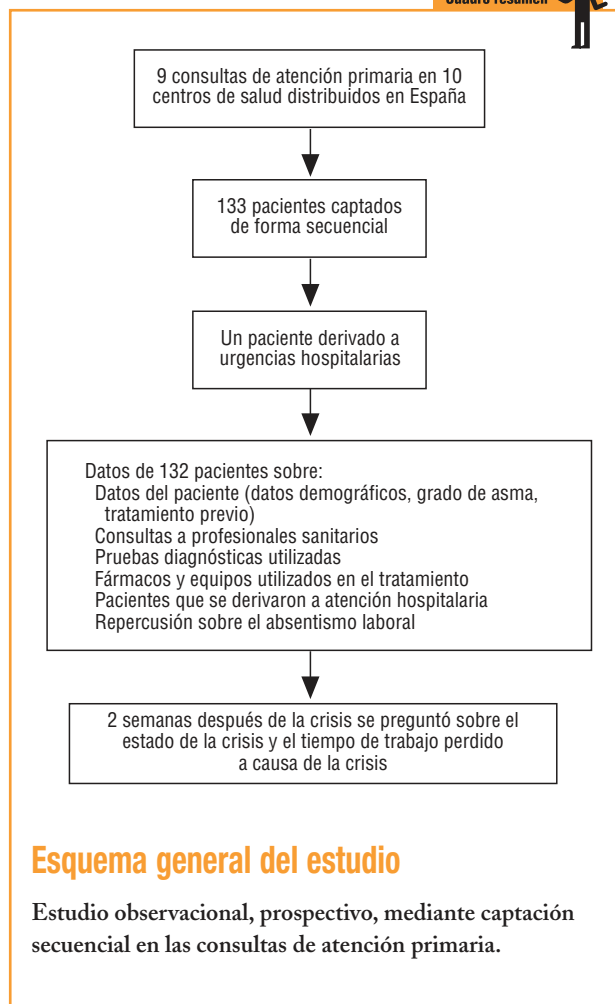 Cuadro resumen
9 consultas de atención primaria en 10
centros de salud distribuidos en España
133 pacientes captados
de forma secuencial
Un paciente derivado a
urgencias hospitalarias
Datos de 132 pacientes sobre:
Datos del paciente (datos demográficos, grado de asma,
tratamiento previo)
Consultas a profesionales sanitarios
Pruebas diagnósticas utilizadas
Fármacos y equipos utilizados en el tratamiento
Pacientes que se derivaron a atención hospitalaria
Repercusión sobre el absentismo laboral
2 semanas después de la crisis se preguntó sobre el
estado de la crisis y el tiempo de trabajo perdido
a causa de la crisis
Esquema general del estudio
Estudio observacional, prospectivo, mediante captación
secuencial en las consultas de atención primaria.